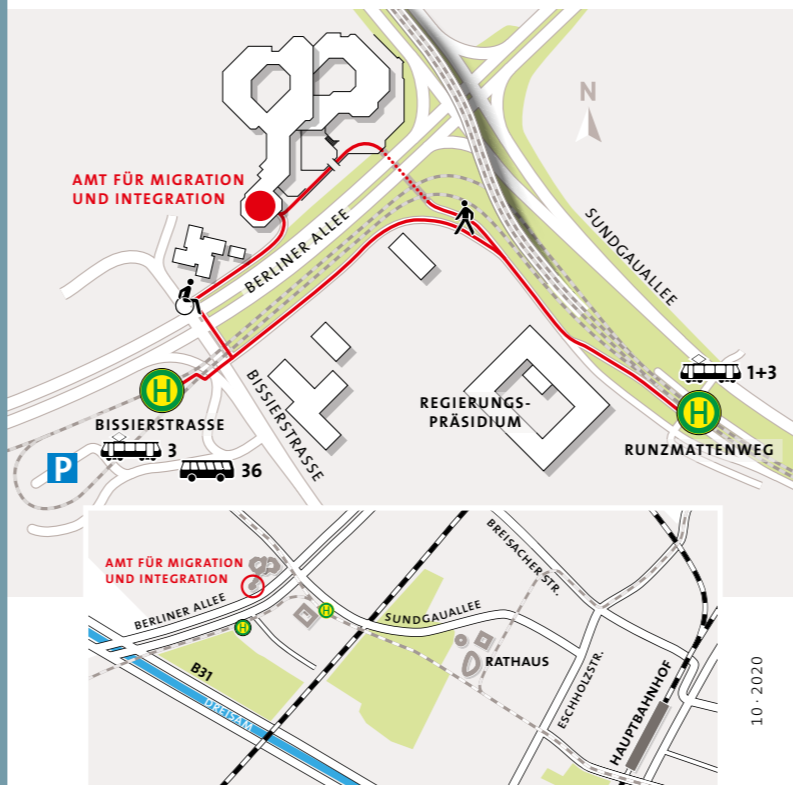 N
AMT FÜR MIGRATION
UND INTEGRATION
BERLINER ALLEE
SUNDGAUALLEE
1+3
H
BISSIERSTRASSE
BISSIERSTRASSE
REGIERUNGS-
PRÄSIDIUM
H
RUNZMATTENWEG
3
P
36
AMT FÜR MIGRATION
UND INTEGRATION
BERLINER ALLEE
BREISACHER STR.
H
H
SUNDGAUALLEE
RATHAUS
B31
DREISAM
ESCHHOLZSTR.
HAUPTBAHNHOF
10 · 2020